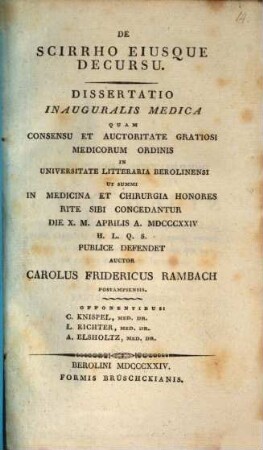 14.
DE
SCIRRHO EIUSQUE
DECURSU.
DISSERTATIO
INAUGURALIS MEDICA
QUAM
CONSENSU ET AUCTORITATE GRATIOSI
MEDICORUM ORDINIS
IN
UNIVERSITATE LITTERARIA BEROLINENSI
UT SUMMI
IN MEDICINA ET CHIRURGIA HONORES
RITE SIBI CONCEDANTUR
DIE X. M. APRILIS A. MDCCCXXIV
H. L. Q. S.
PUBLICE DEFENDET
AUCTOR
CAROLUS FRIDERICUS RAMBACH
POSTAMPIENSIS.
OPPONENTIBUS:
C. KNISPEL, MED. DR.
L. RICHTER, MED. DR.
A. ELSHOLTZ, MED. DR.
BEROLINI MDCCCXXIV.
FORMIS BRÜSCHCKIANIS.